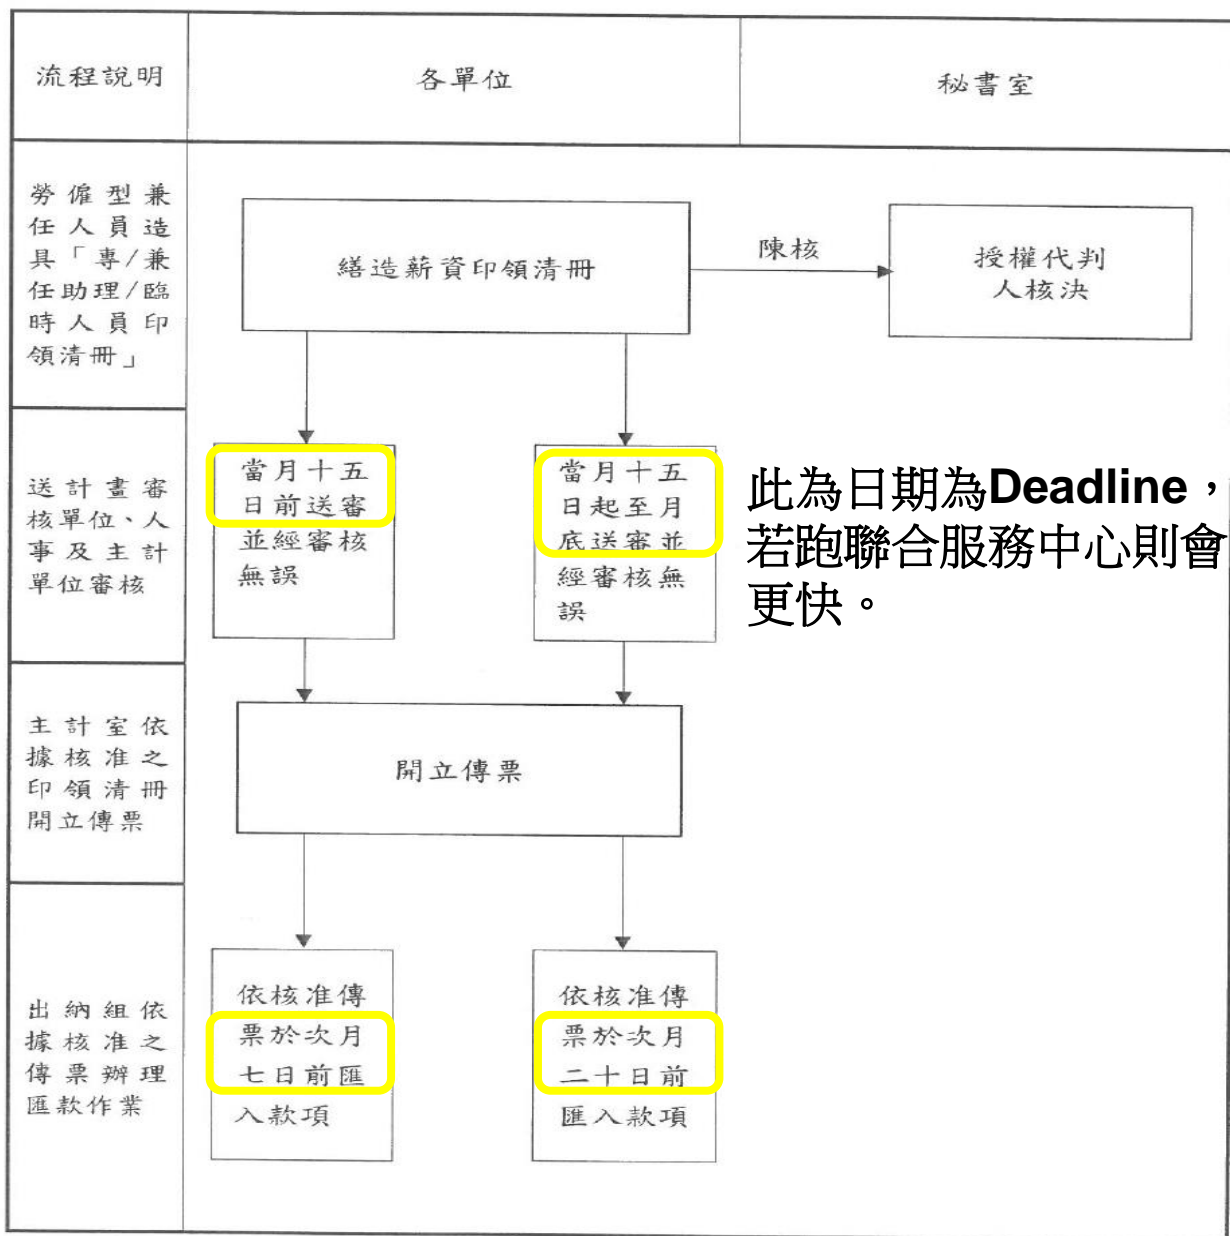 流程說明
各單位
秘書室
勞僱型兼
任人員造
具「專/兼
任助理/臨
時人員印
領清冊」
繕造薪資印領清冊
陳核
授權代判
人核決
送計畫審
核單位、人
事及主計
單位審核
當月十五
日前送審
並經審核
無誤
當月十五
日起至月
底送審並
經審核無
誤
此為日期為Deadline，
若跑聯合服務中心則會
更快。
主計室依
據核准之
印領清冊
開立傳票
開立傳票
出納組依
據核准之
傳票辦理
匯款作業
依核准傳
票於次月
七日前匯
入款項
依核准傳
票於次月
二十日前
匯入款項